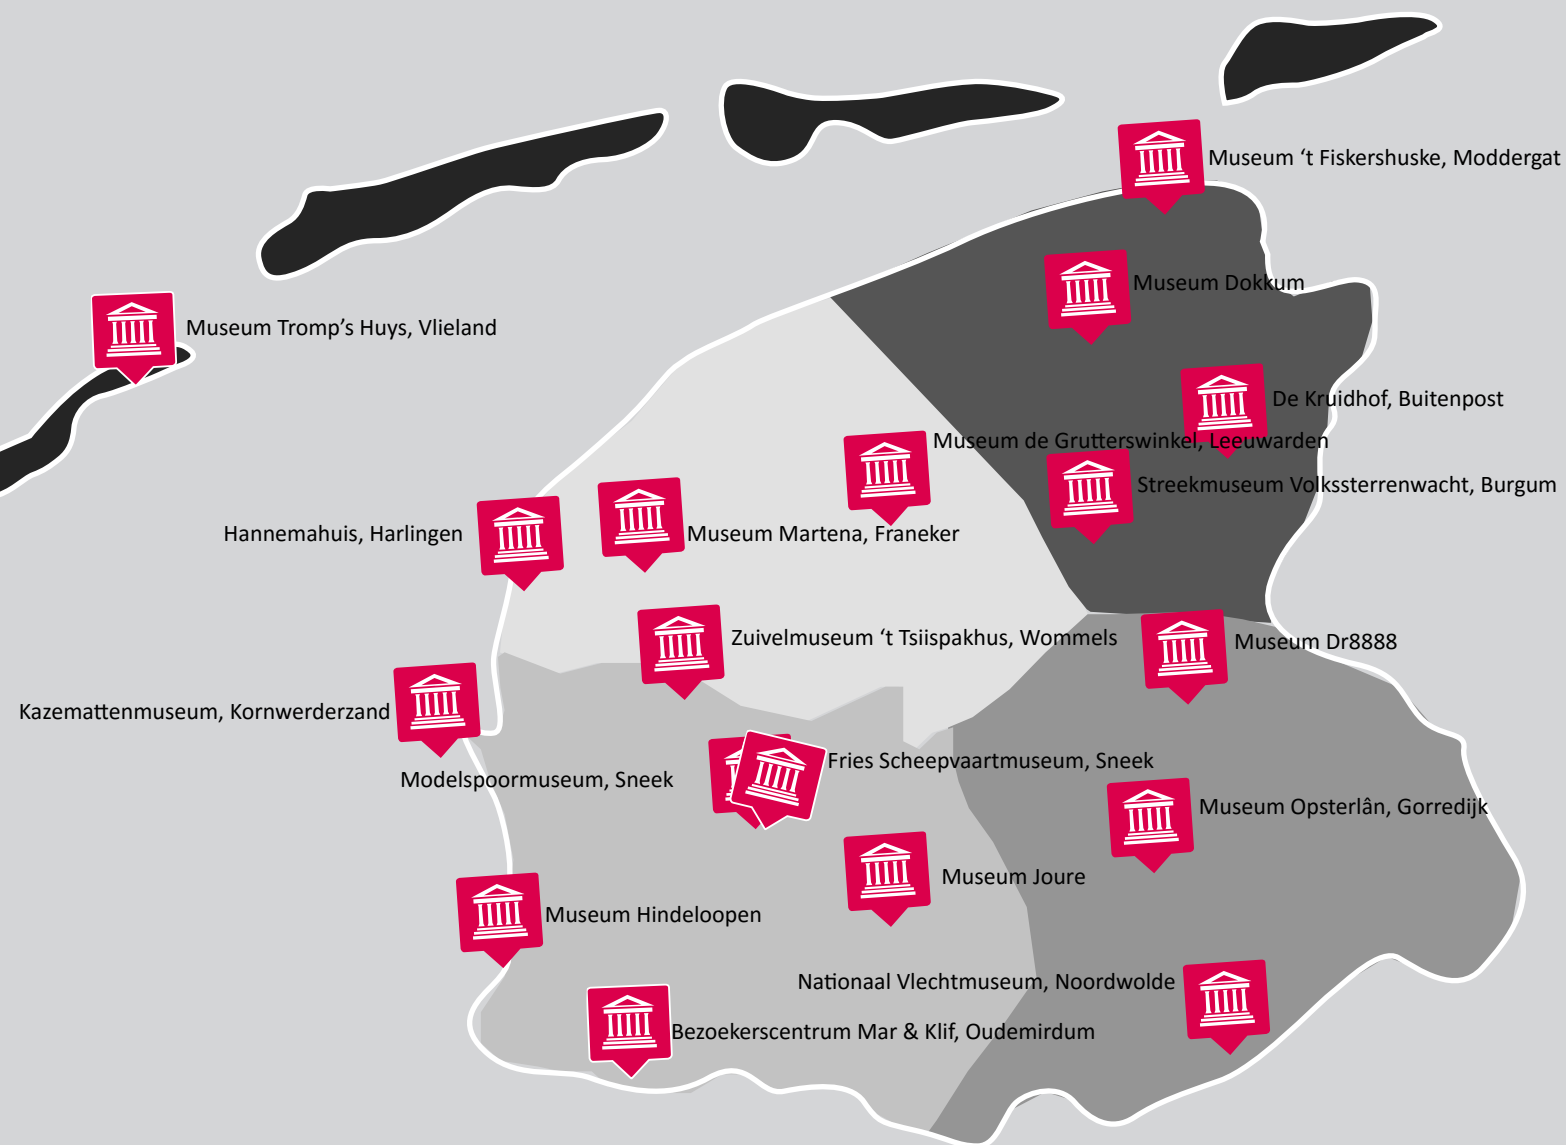 Museum ‘t Fiskershuske, Moddergat
Museum Dokkum
Museum Tromp’s Huys, Vlieland
De Kruidhof, Buitenpost
Museum de Grutterswinkel, Leeuwarden
Streekmuseum Volkssterrenwacht, Burgum
Hannemahuis, Harlingen
Museum Martena, Franeker
Zuivelmuseum ‘t Tsiispakhus, Wommels
Museum Dr8888
Kazemattenmuseum, Kornwerderzand
Fries Scheepvaartmuseum, Sneek
Modelspoormuseum, Sneek
Museum Opsterlân, Gorredijk
Museum Joure
Museum Hindeloopen
Nationaal Vlechtmuseum, Noordwolde
Bezoekerscentrum Mar & Klif, Oudemirdum